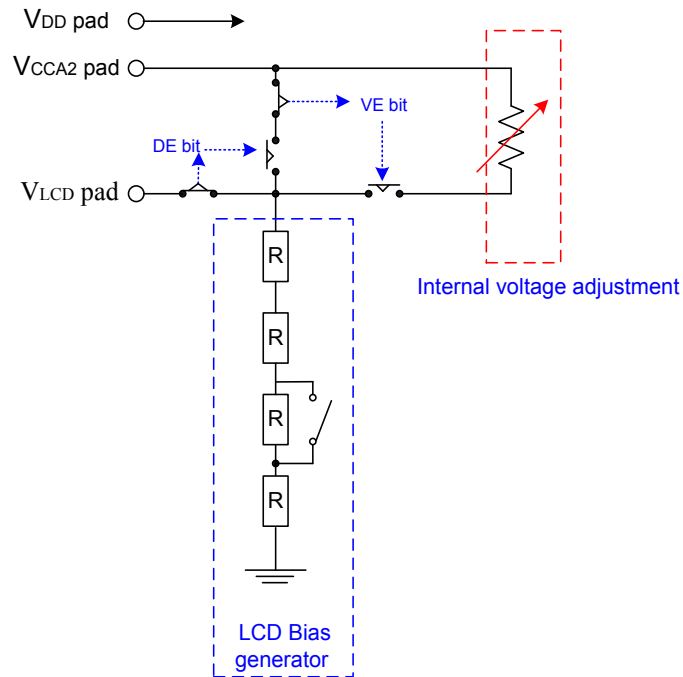 VDD pad
VCCA2 pad
VE bit
DE bit
VLCD pad
R
Internal voltage adjustment
R
R
R
LCD Bias
generator